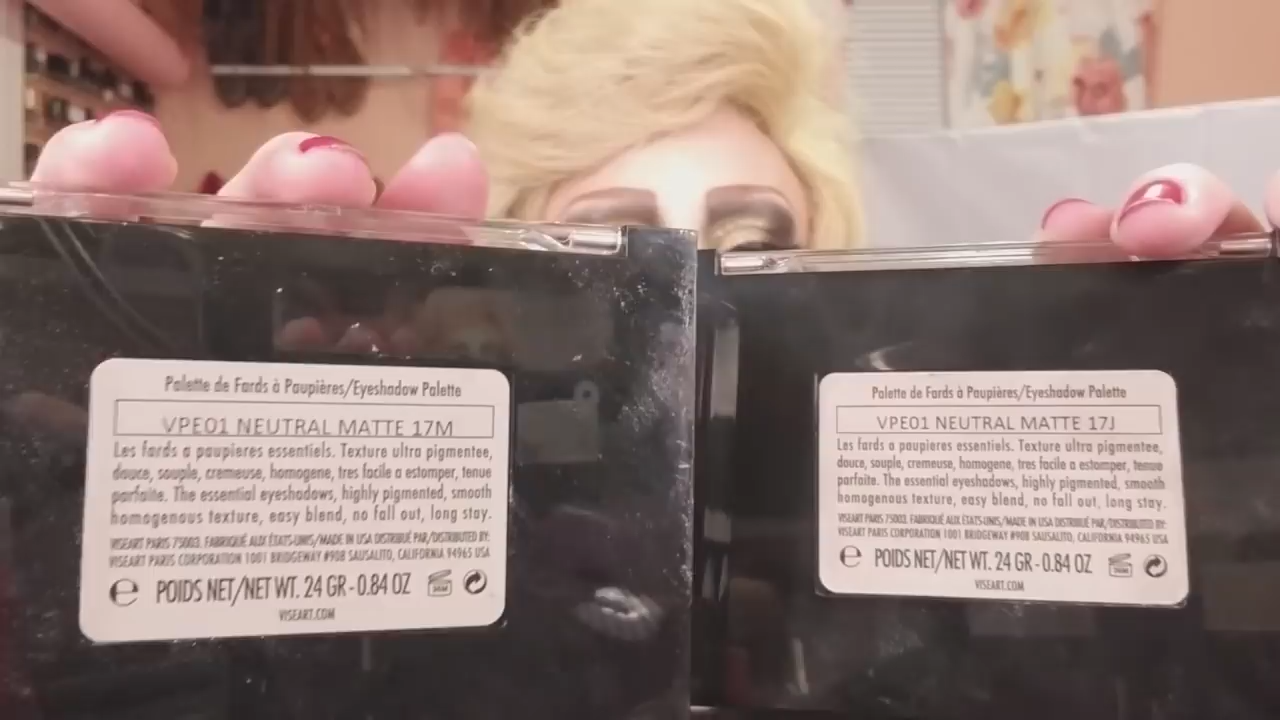 Palette de Fards à Paupières/Eyeshadow Palette
VPE01 NEUTRAL MATTE 17M
Les fards a paupieres essentiels. Texture ultra pigmentee,
douce, souple, cremeuse, homogene, tres facile a estomper, tenue
parfaite. The essential eyeshadows, highly pigmented, smooth
homogenous texture, easy blend, no fall out, long stay.
VISEART PARIS 75003. FABRIQUÉ AUX ÉTATS-UNIS/MADE IN USA DISTRIBUÉ PAR/DISTRIBUTED BY:
VISEART PARIS CORPORATION 1001 BRIDGEWAY #908 SAUSALITO, CALIFORNIA 94965 USA
e POIDS NET/NET WT. 24 GR - 0.84 OZ
VISEART.COM
Palette de Fards à Paupières/Eyeshadow Palette
VPE01 NEUTRAL MATTE 17J
Les fards a paupieres essentiels. Texture ultra pigmentee,
douce, souple, cremeuse, homogene, tres facile a estomper, tenue
parfaite. The essential eyeshadows, highly pigmented, smooth
homogenous texture, easy blend, no fall out, long stay.
VISEART PARIS 75003. FABRIQUÉ AUX ÉTATS-UNIS/MADE IN USA DISTRIBUÉ PAR/DISTRIBUTED BY:
VISEART PARIS CORPORATION 1001 BRIDGEWAY #908 SAUSALITO, CALIFORNIA 94965 USA
e POIDS NET/NET WT. 24 GR - 0.84 OZ
VISEART.COM